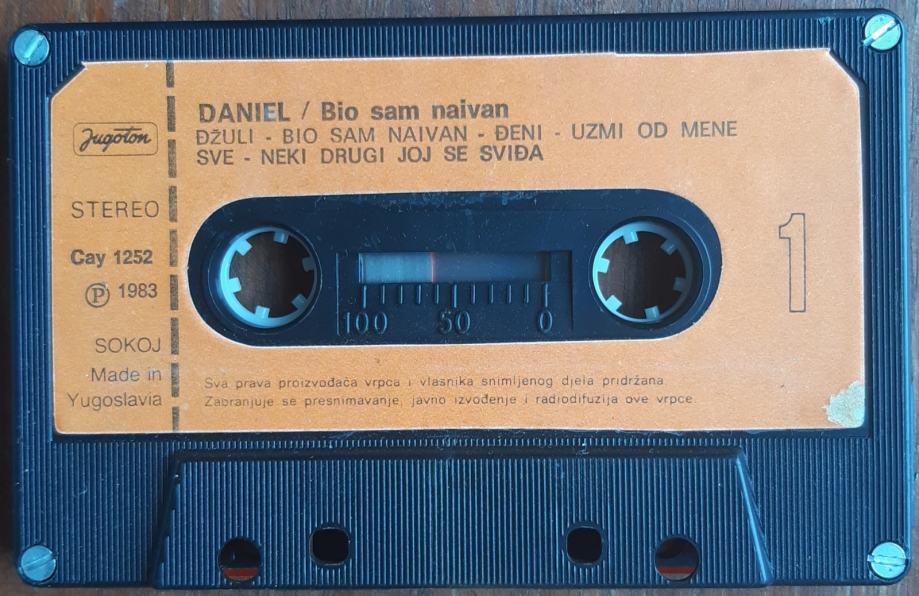 DANIEL / Bio sam naivan
ĐŽULI - BIO SAM NAIVAN - ĐENI - UZMI OD MENE
SVE - NEKI DRUGI JOJ SE SVIĐA
Jugoton
STEREO
Cay 1252
Ⓟ 1983
SOKOJ
Made in
Yugoslavia
1
100 50 0
Sva prava proizvođača vrpca i vlasnika snimljenog djela pridržana.
Zabranjuje se presnimavanje, javno izvođenje i radiodifuzija ove vrpce.